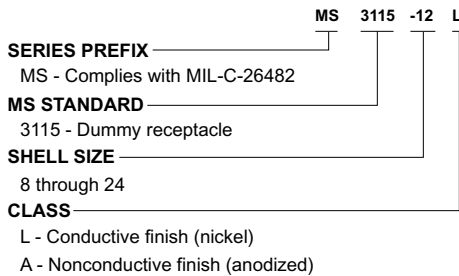 MS 3115 -12 L
SERIES PREFIX
MS - Complies with MIL-C-26482
MS STANDARD
3115 - Dummy receptacle
SHELL SIZE
8 through 24
CLASS
L - Conductive finish (nickel)
A - Nonconductive finish (anodized)